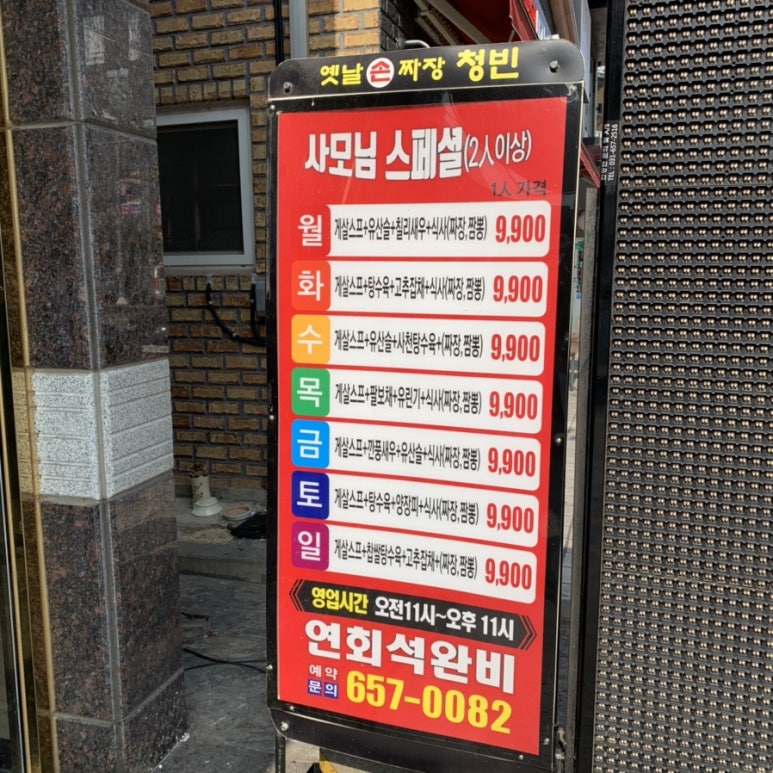 옛날 손 짜장 청빈
사모님 스페셜(2人이상)
1人 가격
월 게살스프+유산슬+칠리새우+식사(짜장,짬뽕) 9,900
화 게살스프+탕수육+고추잡채+식사(짜장,짬뽕) 9,900
수 게살스프+유산슬+사천탕수육+(짜장,짬뽕) 9,900
목 게살스프+팔보채+유린기+식사(짜장,짬뽕) 9,900
금 게살스프+깐풍새우+유산슬+식사(짜장,짬뽕) 9,900
토 게살스프+탕수육+양장피+식사(짜장,짬뽕) 9,900
일 게살스프+찹쌀탕수육+고추잡채+(짜장,짬뽕) 9,900
영업시간 오전11시~오후 11시
연회석완비
예약문의 657-0082